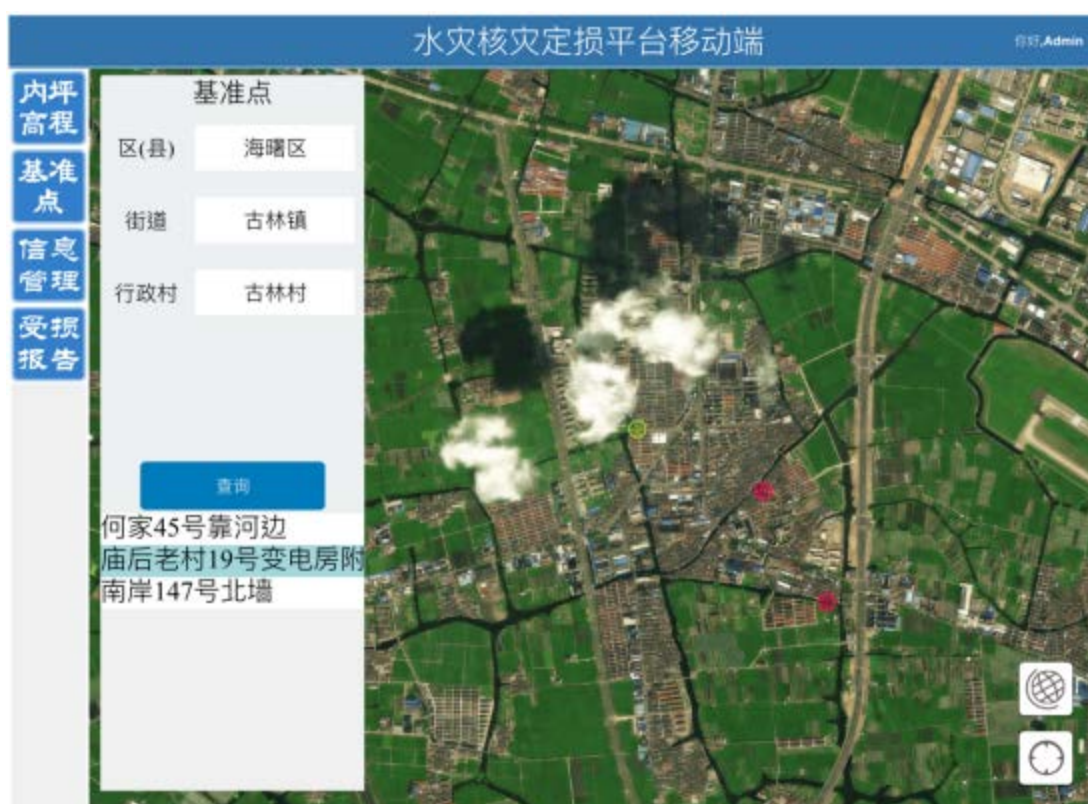 水灾核灾定损平台移动端
你好,Admin
内坪
高程
基准
点
信息
管理
受损
报告
基准点
区(县)
海曙区
街道
古林镇
行政村
古林村
查询
何家45号靠河边
庙后老村19号变电房附
南岸147号北墙